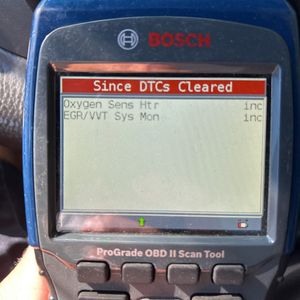 BOSCH
Since DTCs Cleared
Oxygen Sens Htr inc
EGR/VVT Sys Mon inc
ProGrade OBD II Scan Tool